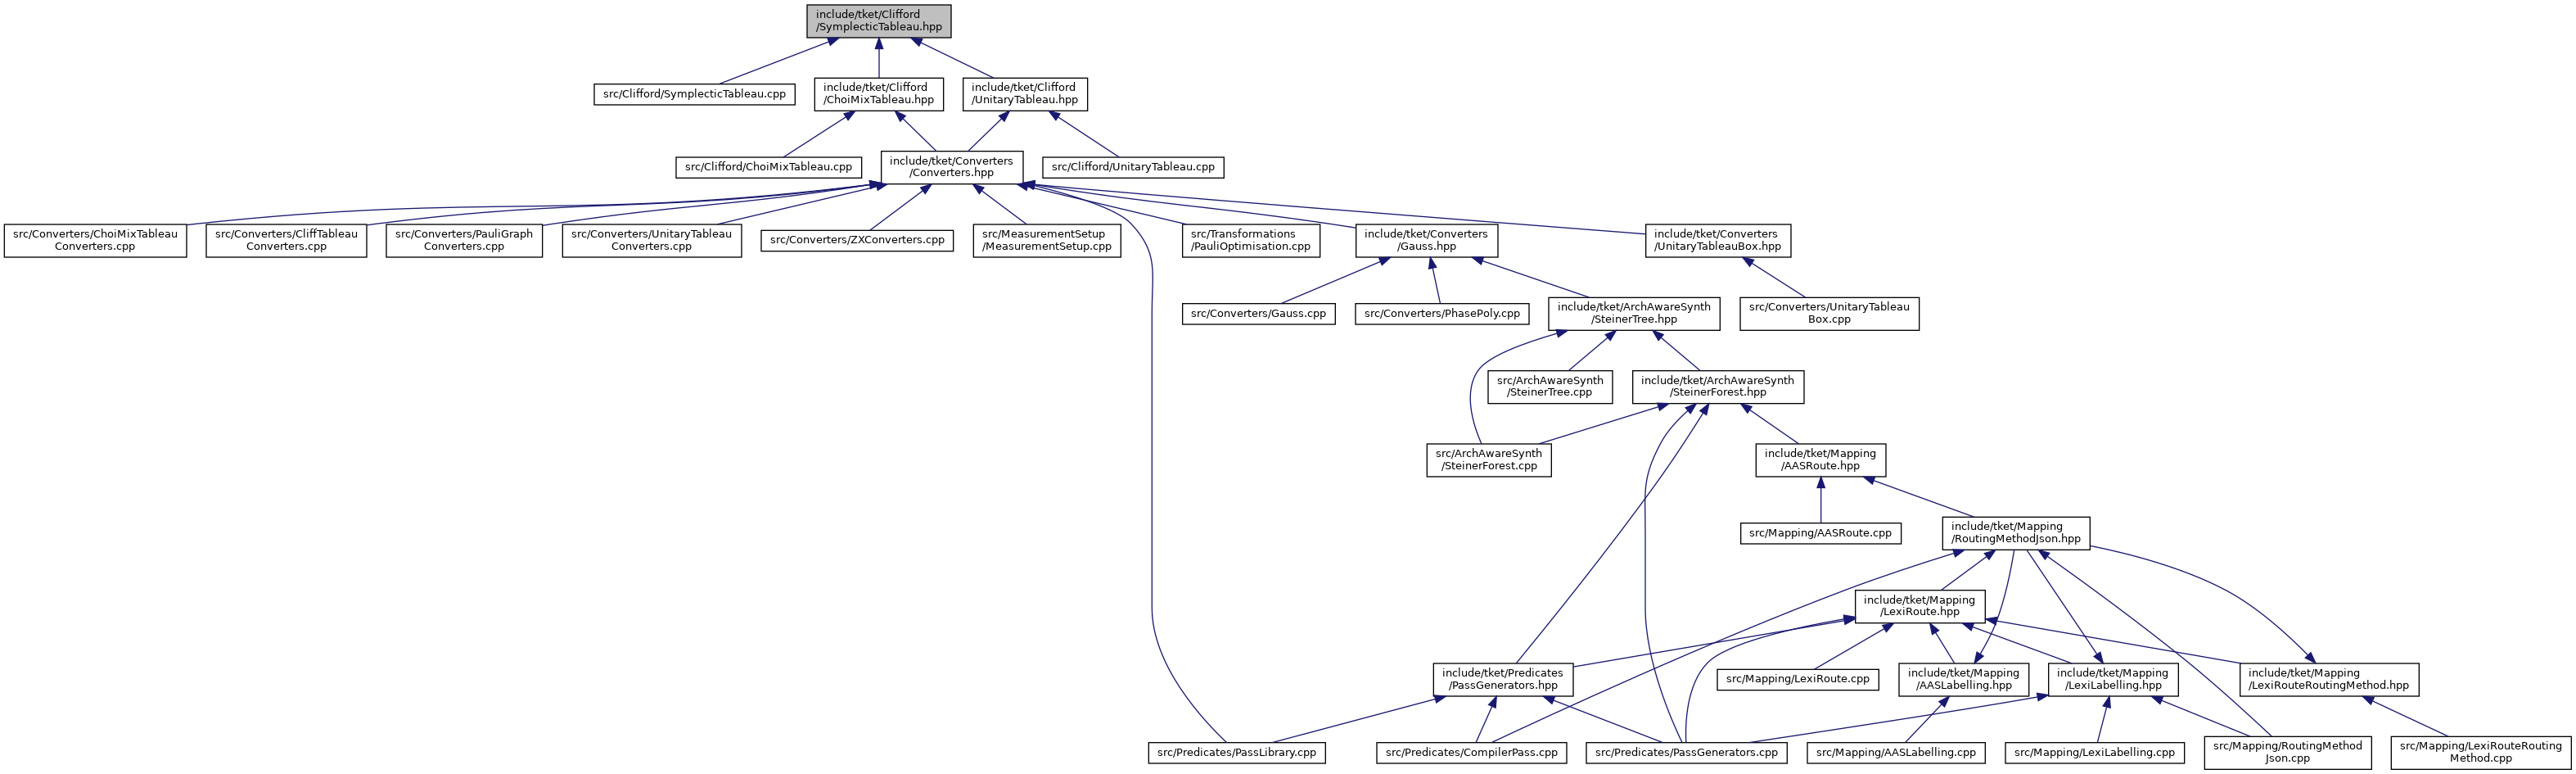 include/tket/Clifford
/SymplecticTableau.hpp
src/Clifford/SymplecticTableau.cpp
include/tket/Clifford
/ChoiMixTableau.hpp
include/tket/Clifford
/UnitaryTableau.hpp
src/Clifford/ChoiMixTableau.cpp
include/tket/Converters
/Converters.hpp
src/Clifford/UnitaryTableau.cpp
src/Converters/ChoiMixTableau
Converters.cpp
src/Converters/CliffTableau
Converters.cpp
src/Converters/PauliGraph
Converters.cpp
src/Converters/UnitaryTableau
Converters.cpp
src/Converters/ZXConverters.cpp
src/MeasurementSetup
/MeasurementSetup.cpp
src/Transformations
/PauliOptimisation.cpp
include/tket/Converters
/Gauss.hpp
include/tket/Converters
/UnitaryTableauBox.hpp
src/Converters/Gauss.cpp
src/Converters/PhasePoly.cpp
include/tket/ArchAwareSynth
/SteinerTree.hpp
src/Converters/UnitaryTableau
Box.cpp
src/ArchAwareSynth
/SteinerTree.cpp
include/tket/ArchAwareSynth
/SteinerForest.hpp
src/ArchAwareSynth
/SteinerForest.cpp
include/tket/Mapping
/AASRoute.hpp
src/Mapping/AASRoute.cpp
include/tket/Mapping
/RoutingMethodJson.hpp
include/tket/Mapping
/LexiRoute.hpp
include/tket/Predicates
/PassGenerators.hpp
src/Mapping/LexiRoute.cpp
include/tket/Mapping
/AASLabelling.hpp
include/tket/Mapping
/LexiLabelling.hpp
include/tket/Mapping
/LexiRouteRoutingMethod.hpp
src/Predicates/PassLibrary.cpp
src/Predicates/CompilerPass.cpp
src/Predicates/PassGenerators.cpp
src/Mapping/AASLabelling.cpp
src/Mapping/LexiLabelling.cpp
src/Mapping/RoutingMethod
Json.cpp
src/Mapping/LexiRouteRouting
Method.cpp